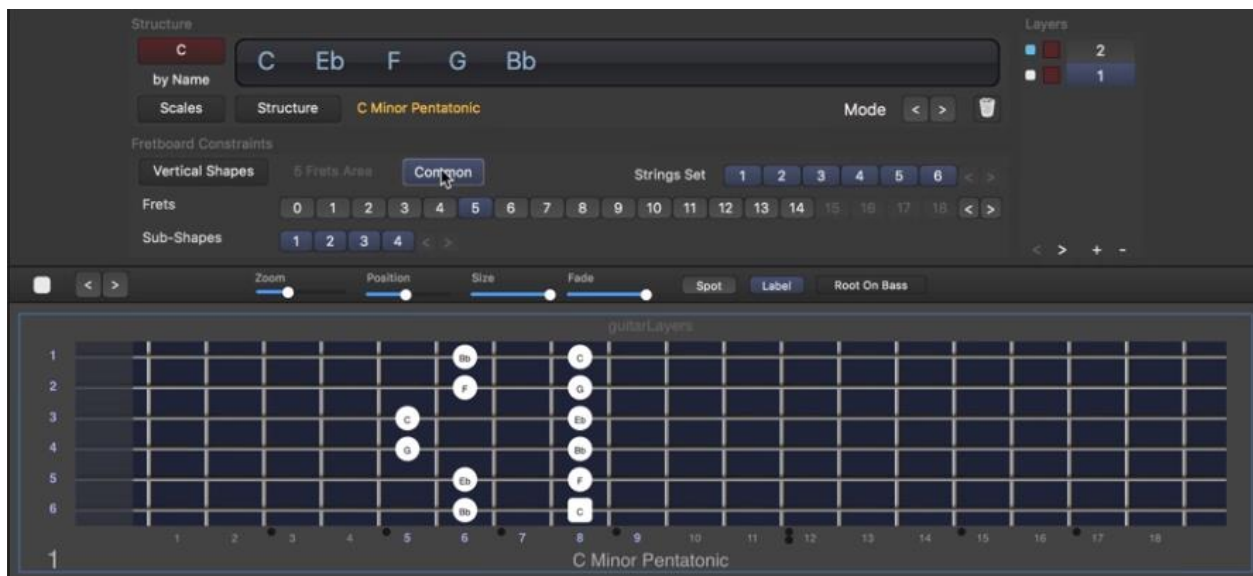 Structure
Layers
C
C Eb F G Bb
2
by Name
1
Scales Structure C Minor Pentatonic Mode < >
Fretboard Constraints
Vertical Shapes 5 Frets Area Common Strings Set 1 2 3 4 5 6 < >
Frets 0 1 2 3 4 5 6 7 8 9 10 11 12 13 14 15 16 17 18 < >
Sub-Shapes 1 2 3 4 < >
< > + -
< > Zoom Position Size Fade Spot Label Root On Bass
guitarLayers
1 Bb C
2 F G
3 C Eb
4 G Bb
5 Eb F
6 Bb C
1 2 3 4 5 6 7 8 9 10 11 12 13 14 15 16 17 18
1 C Minor Pentatonic